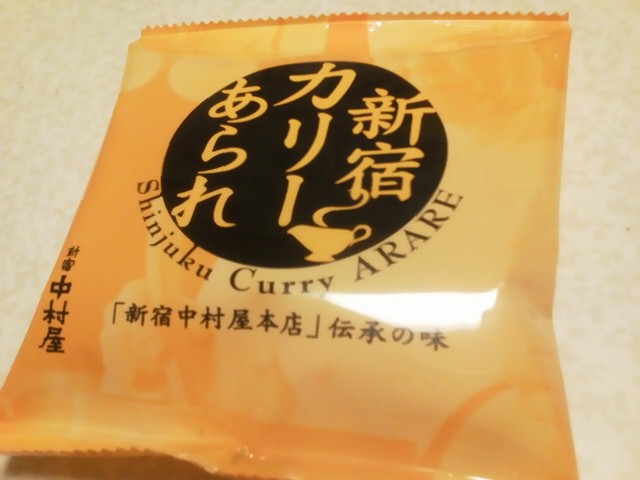 新宿
カリー
あられ
Shinjuku Curry ARARE
「新宿中村屋本店」伝承の味
新宿
中村屋